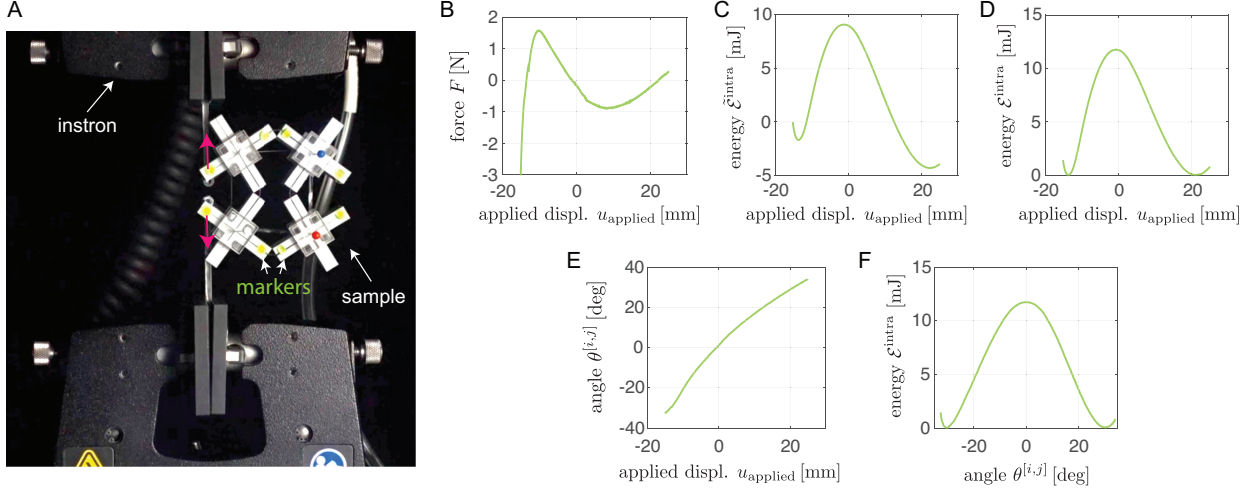 A
instron
markers
sample
B
force F [N]
2
1
0
-1
-2
-3
-20
0
20
applied displ. u_applied [mm]
C
energy Ẽ^intra [mJ]
10
5
0
-5
-20
0
20
applied displ. u_applied [mm]
D
energy ℰ^intra [mJ]
15
10
5
0
-20
0
20
applied displ. u_applied [mm]
E
angle θ^[i,j] [deg]
40
20
0
-20
-40
-20
0
20
applied displ. u_applied [mm]
F
energy ℰ^intra [mJ]
15
10
5
0
-20
0
20
angle θ^[i,j] [deg]